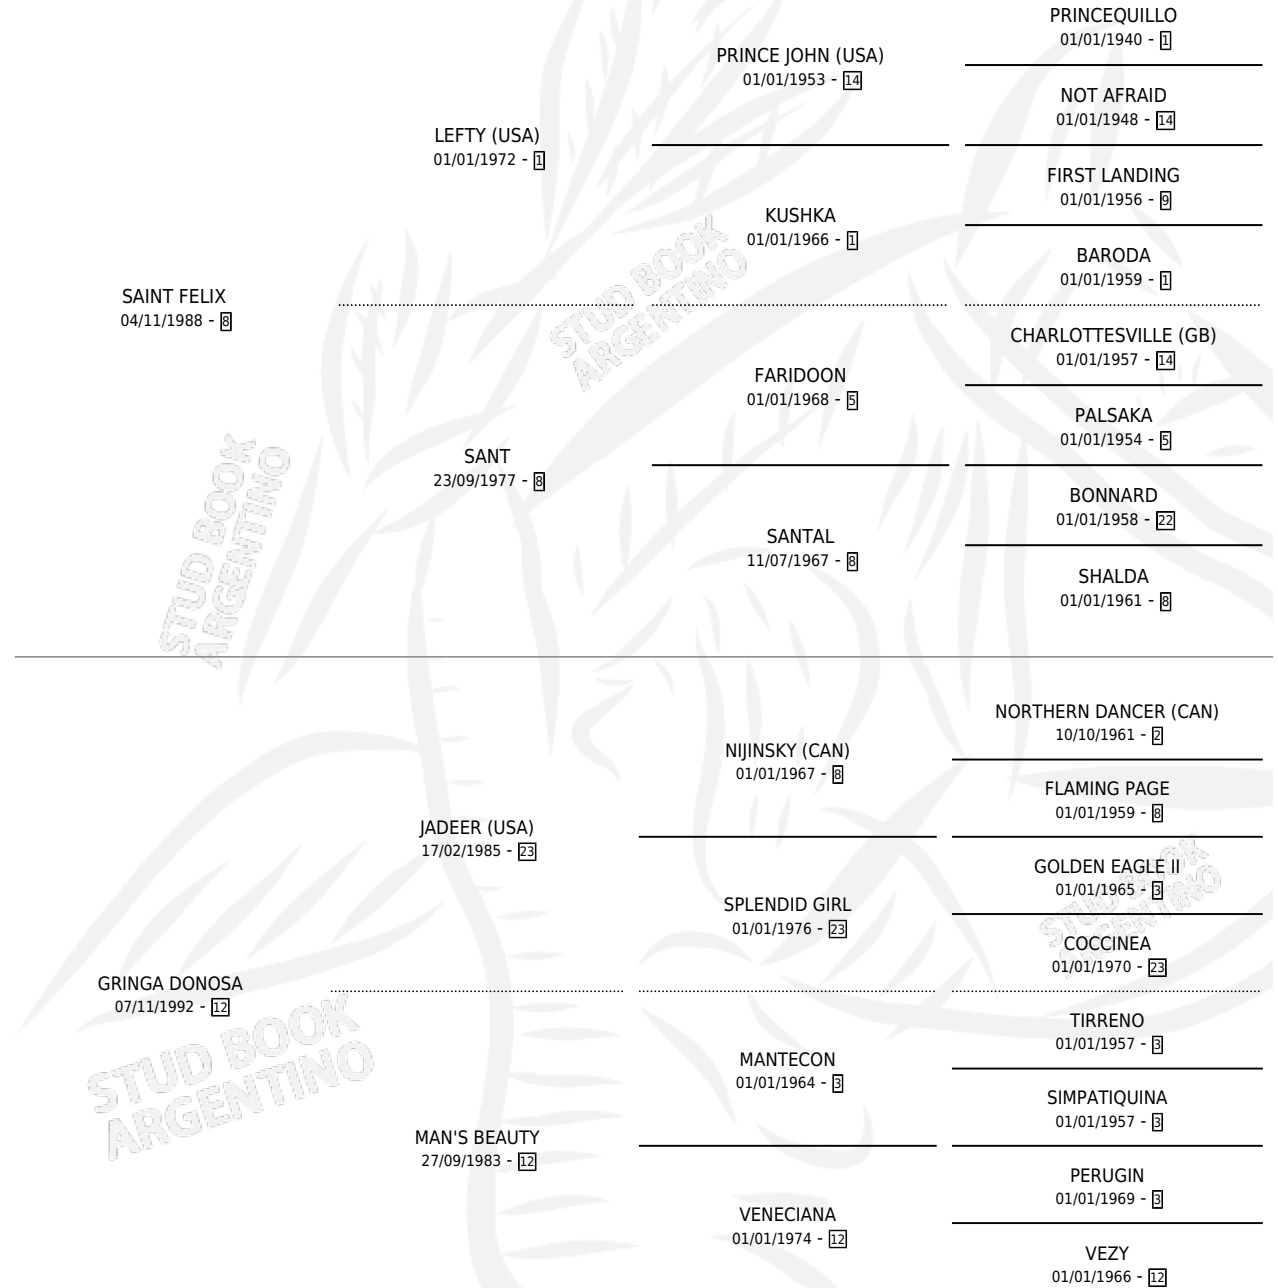 PRINCEQUILLO
01/01/1940 - 1
PRINCE JOHN (USA)
01/01/1953 - 14
NOT AFRAID
01/01/1948 - 14
LEFTY (USA)
01/01/1972 - 1
FIRST LANDING
01/01/1956 - 9
KUSHKA
01/01/1966 - 1
BARODA
01/01/1959 - 1
SAINT FELIX
04/11/1988 - 8
CHARLOTTESVILLE (GB)
01/01/1957 - 14
FARIDOON
01/01/1968 - 5
PALSAKA
01/01/1954 - 5
SANT
23/09/1977 - 8
BONNARD
01/01/1958 - 22
SANTAL
11/07/1967 - 8
SHALDA
01/01/1961 - 8
NORTHERN DANCER (CAN)
10/10/1961 - 2
NIJINSKY (CAN)
01/01/1967 - 8
FLAMING PAGE
01/01/1959 - 8
JADEER (USA)
17/02/1985 - 23
GOLDEN EAGLE II
01/01/1965 - 3
SPLENDID GIRL
01/01/1976 - 23
COCCINEA
01/01/1970 - 23
GRINGA DONOSA
07/11/1992 - 12
TIRRENO
01/01/1957 - 3
MANTECON
01/01/1964 - 3
SIMPATIQUINA
01/01/1957 - 3
MAN'S BEAUTY
27/09/1983 - 12
PERUGIN
01/01/1969 - 3
VENECIANA
01/01/1974 - 12
VEZY
01/01/1966 - 12
STUD BOOK
ARGENTINO
STUD BOOK
ARGENTINO
STUD BOOK
ARGENTINO
STUD BOOK
ARGENTINO